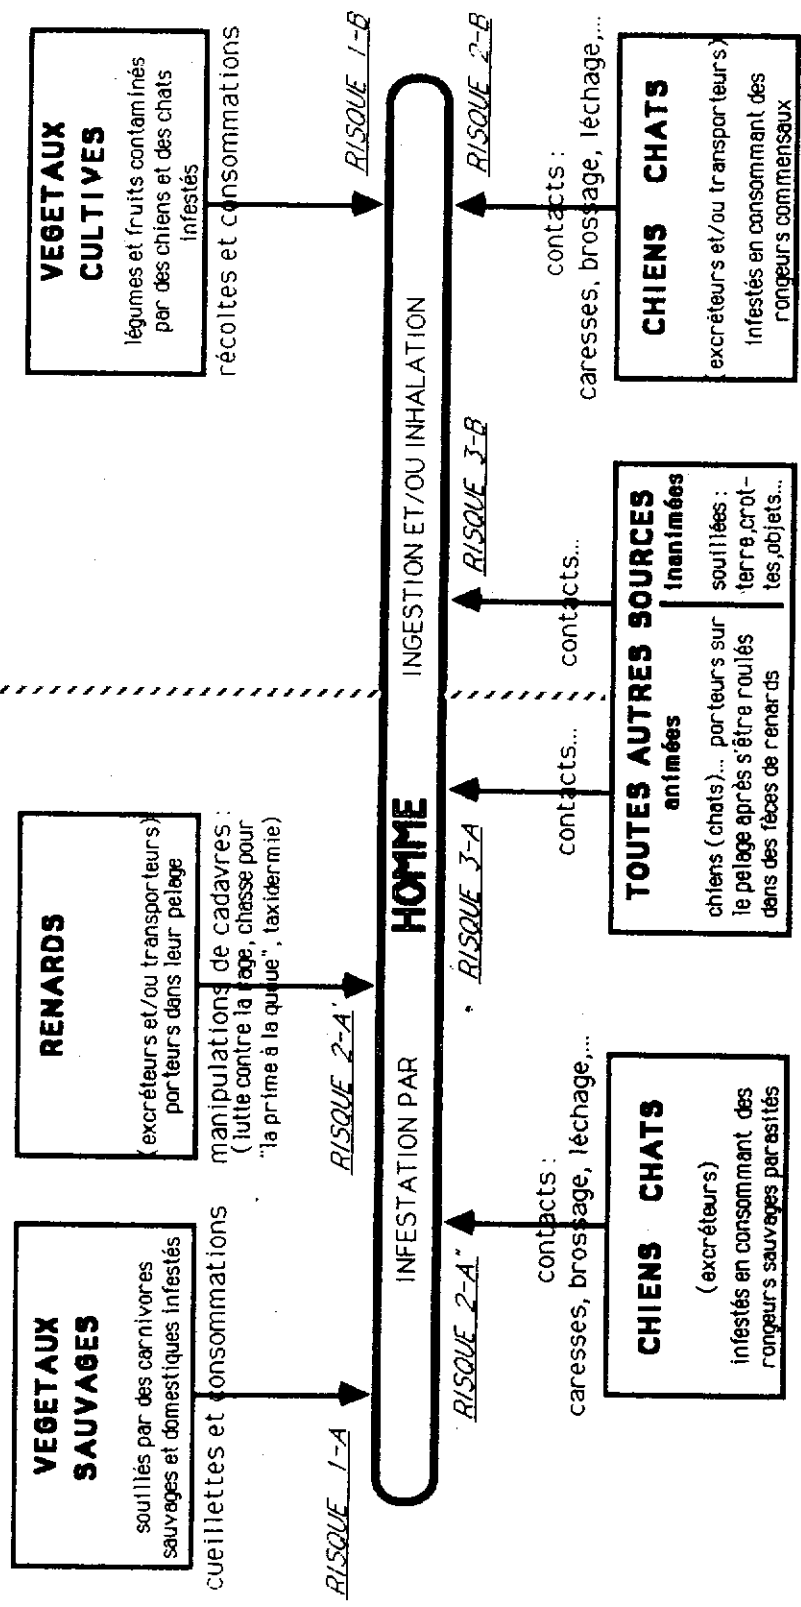 VEGETAUX
SAUVAGES
souillés par des carnivores
sauvages et domestiques infestés
cueillettes et consommations
RISQUE 1-A
RENARDS
(excréteurs et/ou transporteurs)
porteurs dans leur pelage
manipulations de cadavres :
(lutte contre la rage, chasse pour
"la prime à la queue", taxidermie)
RISQUE 2-A'
VEGETAUX
CULTIVES
légumes et fruits contaminés
par des chiens et des chats
infestés
récoltes et consommations
RISQUE 1-B
INFESTATION PAR HOMME INGESTION ET/OU INHALATION
RISQUE 2-A"
contacts :
caresses, brossage, léchage,...
CHIENS CHATS
(excréteurs)
infestés en consommant des
rongeurs sauvages parasités
RISQUE 3-A
contacts...
RISQUE 3-B
contacts...
TOUTES AUTRES SOURCES
animées
chiens (chats)... porteurs sur
le pelage après s'être roulés
dans des fèces de renards
inanimées
souillées :
terre,crot-
tes,objets...
RISQUE 2-B
contacts :
caresses, brossage, léchage,...
CHIENS CHATS
(excréteurs et/ou transporteurs)
infestés en consommant des
rongeurs commensaux